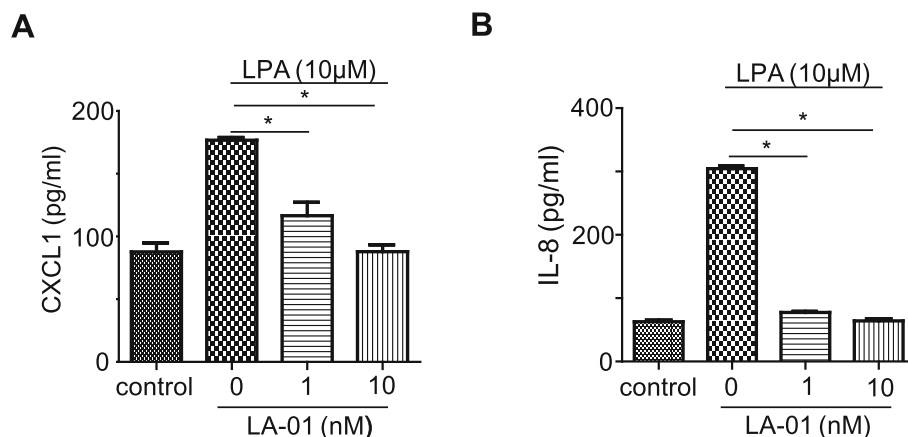 A
LPA (10μM)
*
*
CXCL1 (pg/ml)
200
100
0
control
0
1
10
LA-01 (nM)
B
LPA (10μM)
*
*
IL-8 (pg/ml)
400
200
0
control
0
1
10
LA-01 (nM)